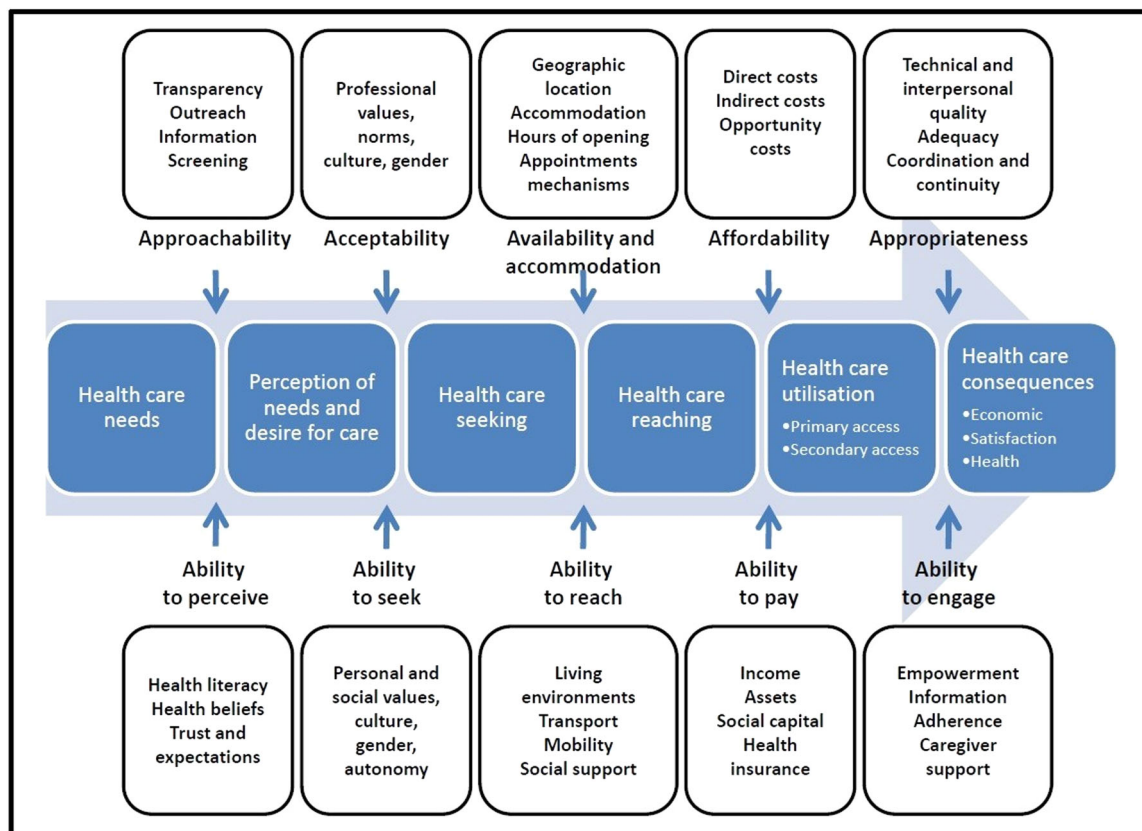 Transparency
Outreach
Information
Screening
Professional
values,
norms,
culture, gender
Geographic
location
Accommodation
Hours of opening
Appointments
mechanisms
Direct costs
Indirect costs
Opportunity
costs
Technical and
interpersonal
quality
Adequacy
Coordination and
continuity
Approachability
Acceptability
Availability and
accommodation
Affordability
Appropriateness
Health care
needs
Perception of
needs and
desire for care
Health care
seeking
Health care
reaching
Health care
utilisation
•Primary access
•Secondary access
Health care
consequences
•Economic
•Satisfaction
•Health
Ability
to perceive
Ability
to seek
Ability
to reach
Ability
to pay
Ability
to engage
Health literacy
Health beliefs
Trust and
expectations
Personal and
social values,
culture,
gender,
autonomy
Living
environments
Transport
Mobility
Social support
Income
Assets
Social capital
Health
insurance
Empowerment
Information
Adherence
Caregiver
support